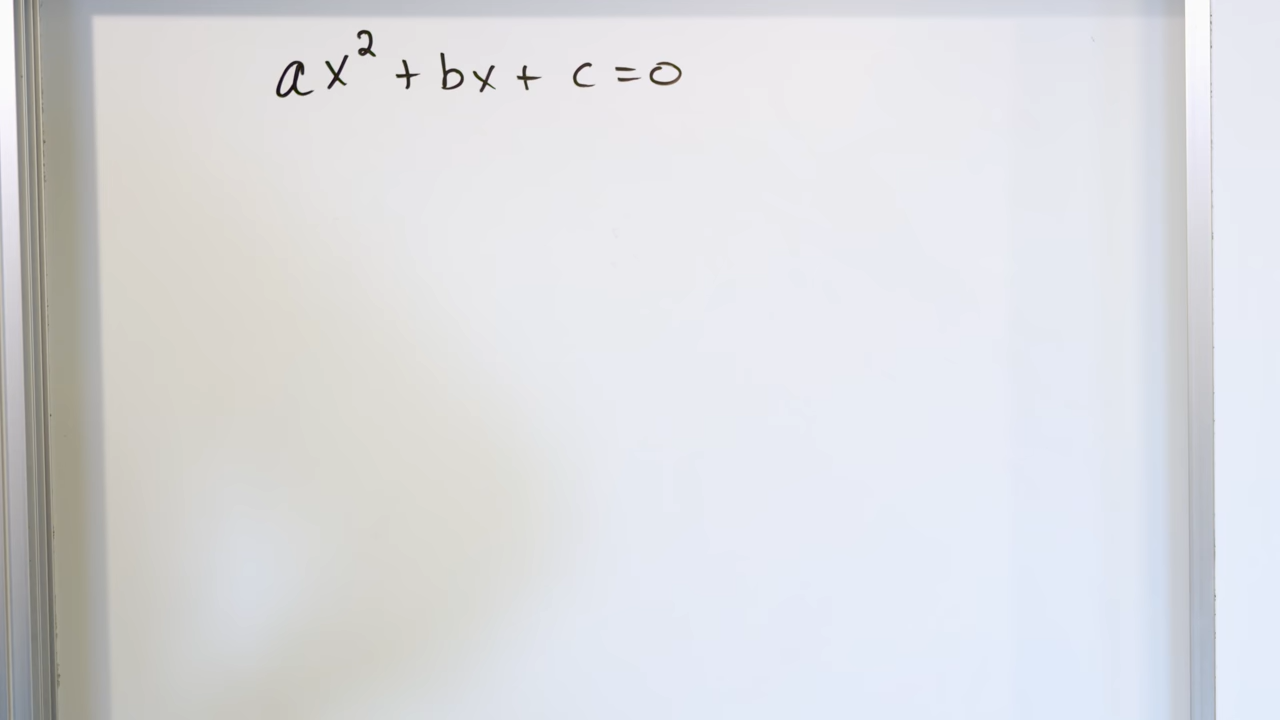 ax² + bx + c = 0